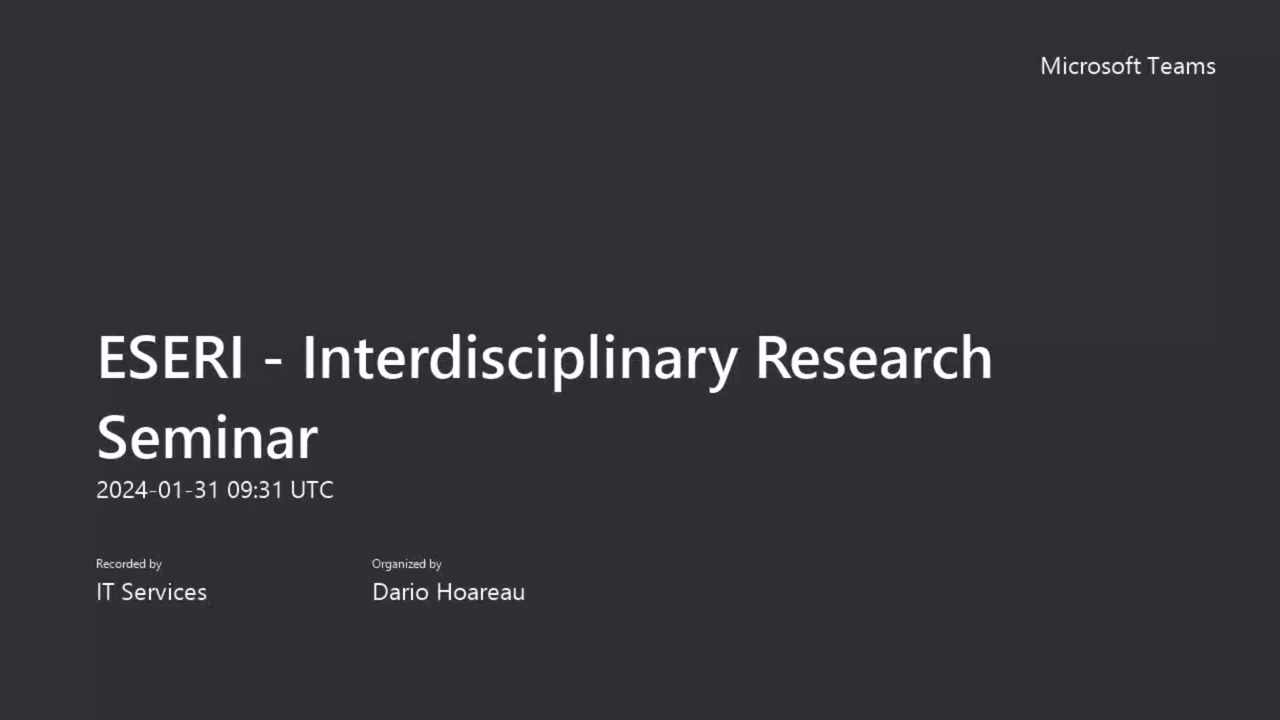 Microsoft Teams
ESERI - Interdisciplinary Research
Seminar
2024-01-31 09:31 UTC
Recorded by
Organized by
IT Services
Dario Hoareau